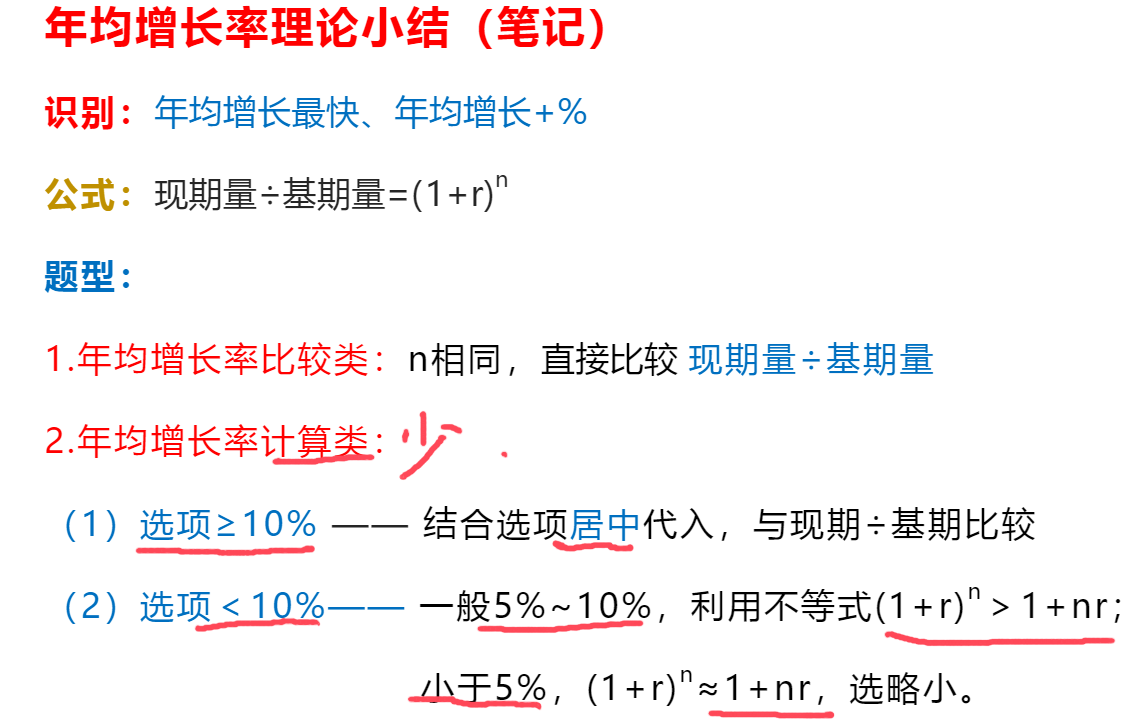 年均增长率理论小结（笔记）
识别：年均增长最快、年均增长+%
公式：现期量÷基期量=(1+r)ⁿ
题型：
1.年均增长率比较类：n相同，直接比较 现期量÷基期量
2.年均增长率计算类：少
（1）选项≥10% —— 结合选项居中代入，与现期÷基期比较
（2）选项＜10%—— 一般5%~10%，利用不等式(1+r)ⁿ＞1+nr；
小于5%，(1+r)ⁿ≈1+nr，选略小。